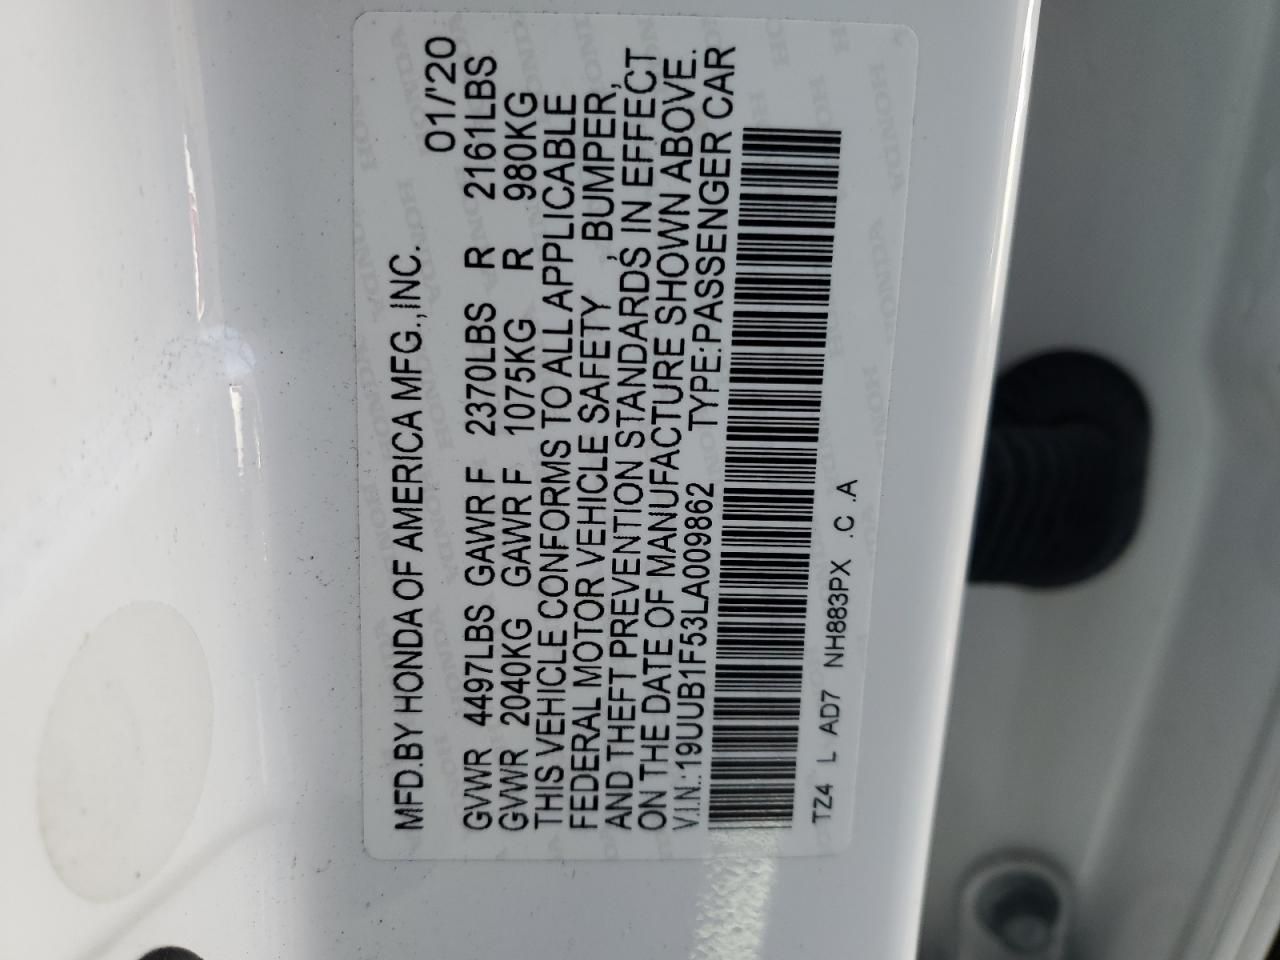 MFD.BY HONDA OF AMERICA MFG.,INC. 01/'20
GVWR 4497LBS GAWR F 2370LBS R 2161LBS
GVWR 2040KG GAWR F 1075KG R 980KG
THIS VEHICLE CONFORMS TO ALL APPLICABLE
FEDERAL MOTOR VEHICLE SAFETY , BUMPER,
AND THEFT PREVENTION STANDARDS, IN EFFECT
ON THE DATE OF MANUFACTURE SHOWN ABOVE.
V.I.N.:19UUB1F53LA009862 TYPE:PASSENGER CAR
TZ4 L AD7 NH883PX .C .A